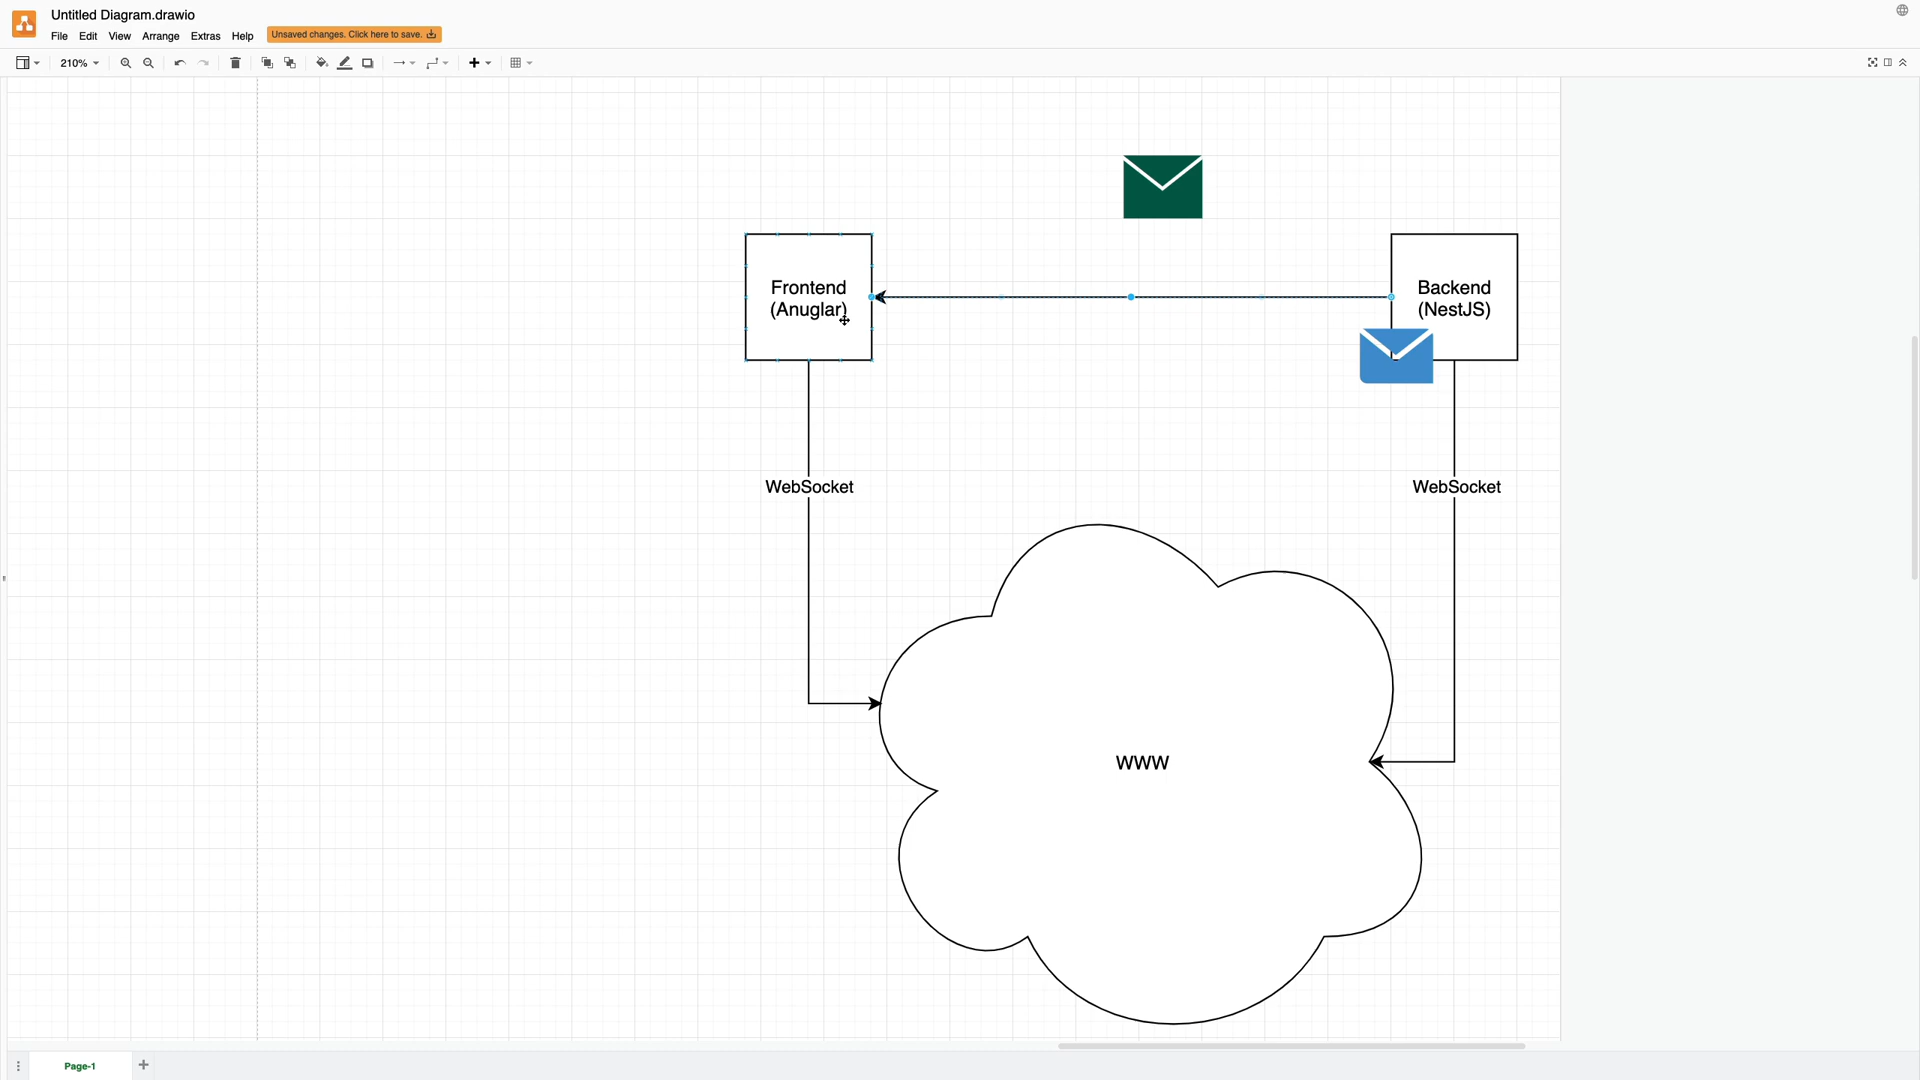 Untitled Diagram.drawio
File Edit View Arrange Extras Help Unsaved changes. Click here to save.
210%
Frontend
(Anuglar)
Backend
(NestJS)
WebSocket
WebSocket
WWW
Page-1